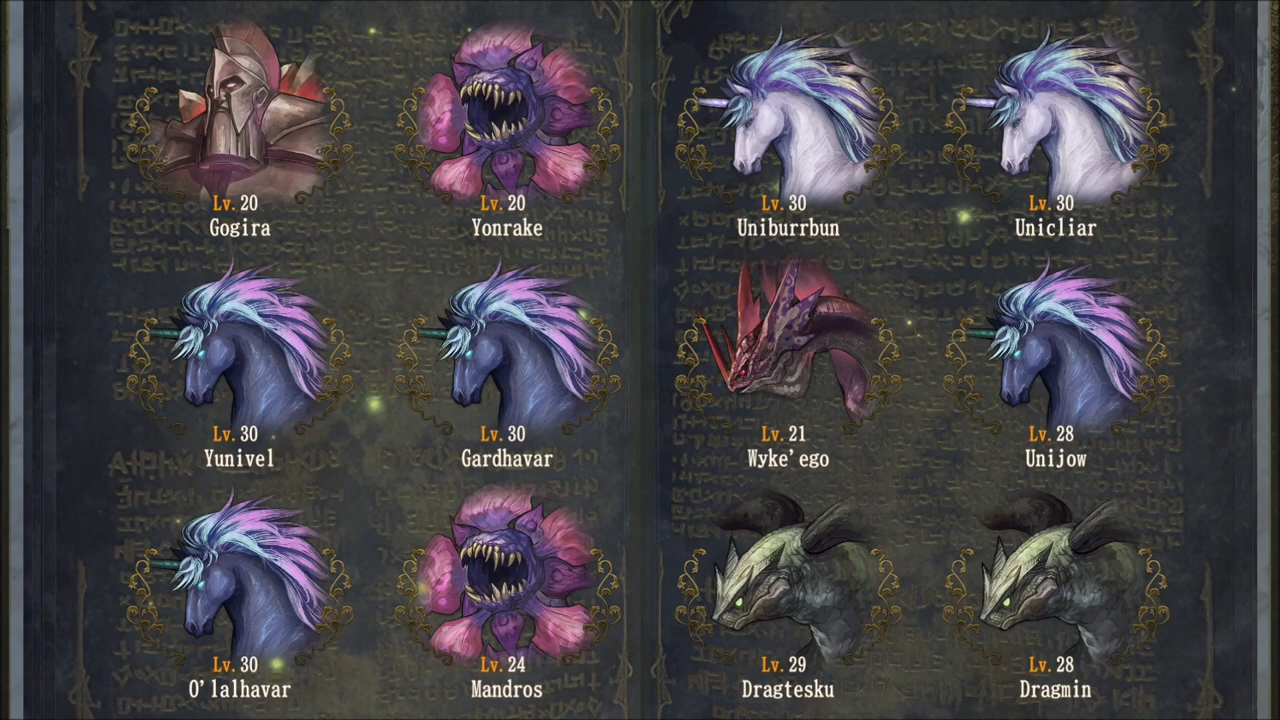 Lv. 20
Gogira
Lv. 20
Yonrake
Lv. 30
Uniburrbun
Lv. 30
Unicliar
Lv. 30
Yunivel
Lv. 30
Gardhavar
Lv. 21
Wyke'ego
Lv. 28
Unijow
Lv. 30
O'lalhavar
Lv. 24
Mandros
Lv. 29
Dragtesku
Lv. 28
Dragmin